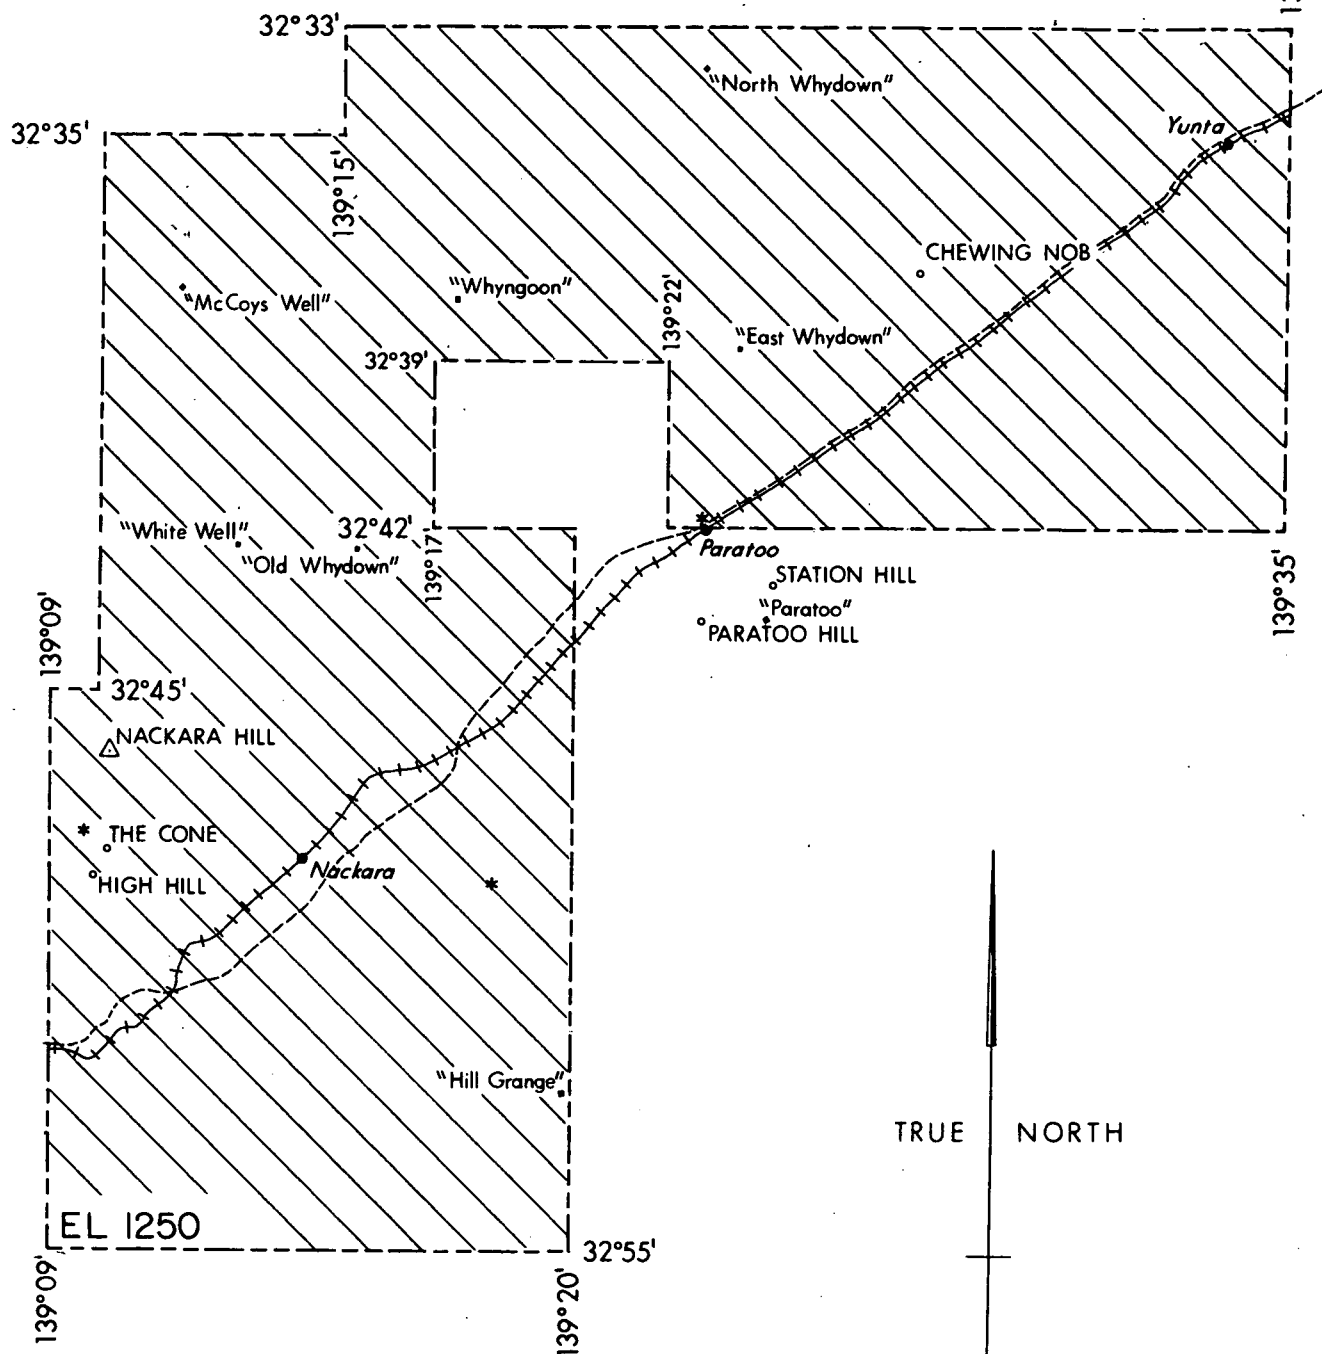 32°33'
"North Whydown"
32°35'
Yunta
139°15'
CHEWING NOB
"McCoys Well"
"Whyngoon"
139°22'
"East Whydown"
32°39'
"White Well"
32°42'
"Old Whydown"
139°17'
Paratoo
STATION HILL
"Paratoo"
PARATOO HILL
139°35'
139°09'
32°45'
NACKARA HILL
THE CONE
Nackara
HIGH HILL
"Hill Grange"
TRUE NORTH
EL 1250
32°55'
139°09'
139°20'